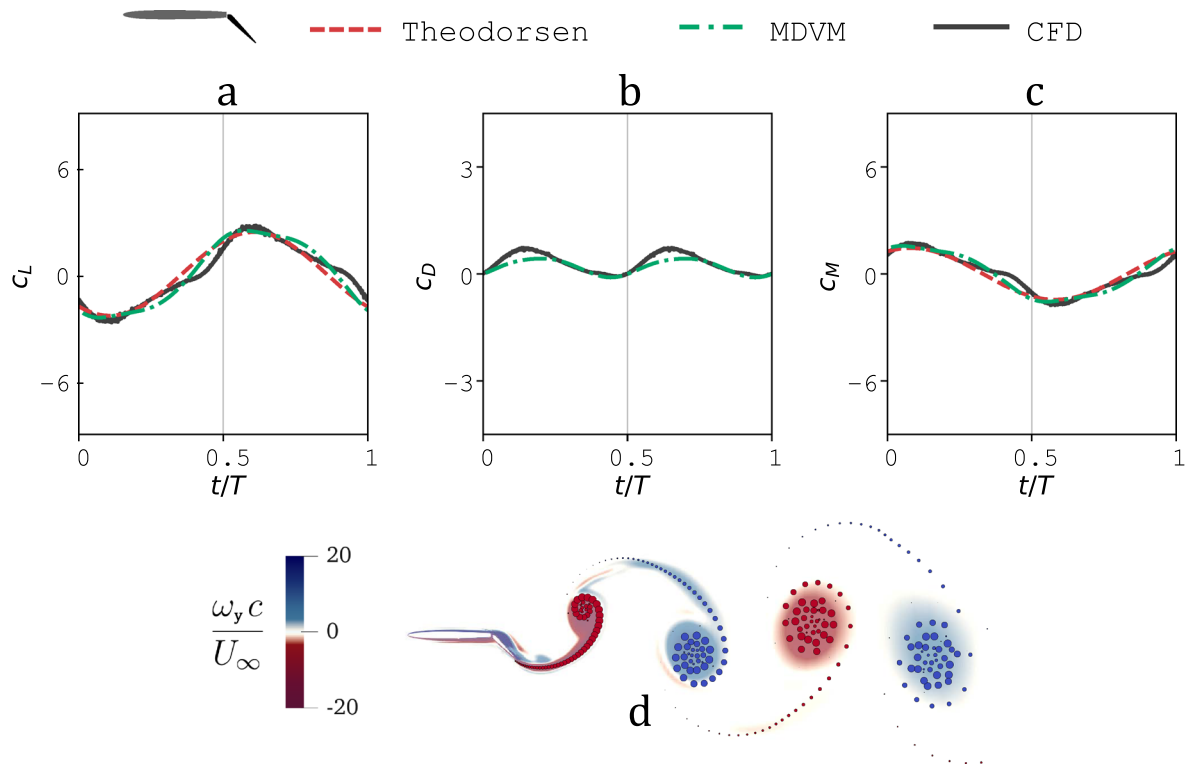 Theodorsen MDVM CFD
a b c
6 3 6
c_L 0 c_D 0 c_M 0
−6 −3 −6
0 0.5 1 0 0.5 1 0 0.5 1
t/T t/T t/T
20
ω_y c / U_∞ 0
-20
d